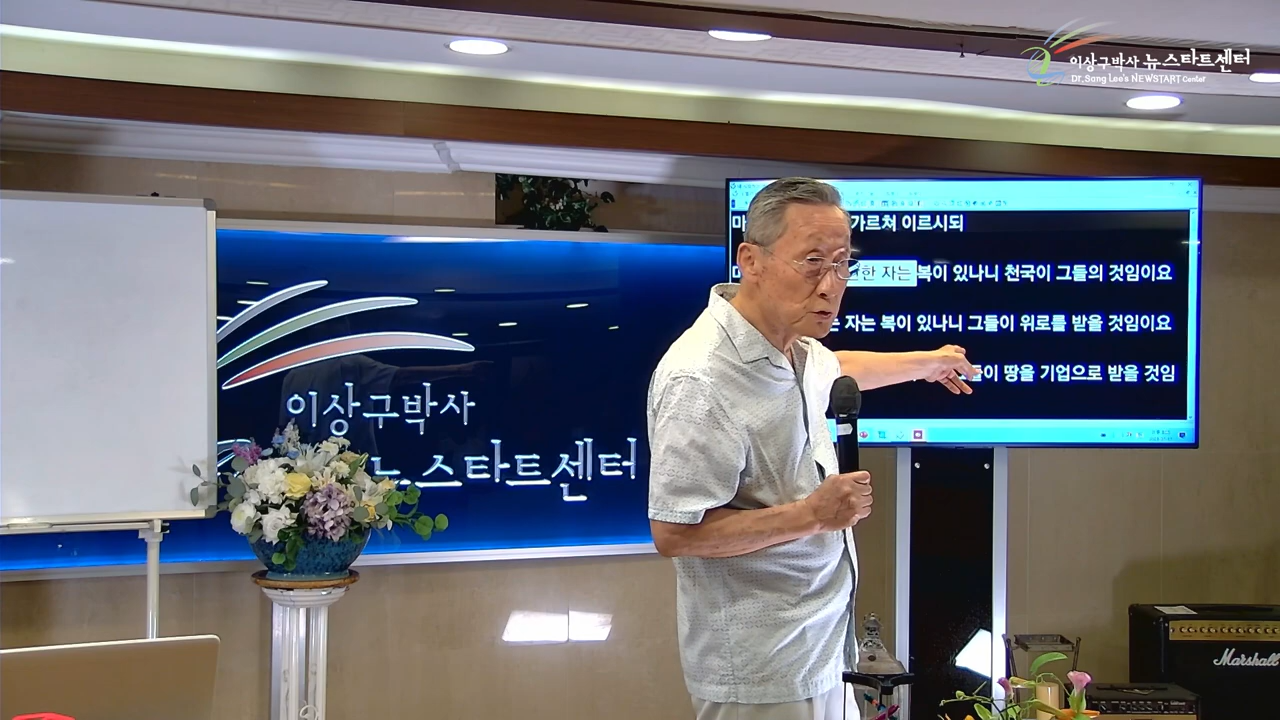 이상구박사 뉴스타트센터
Dr. Sang Lee's NEWSTART Center
가르쳐 이르시되
한 자는 복이 있나니 천국이 그들의 것임이요
는 자는 복이 있나니 그들이 위로를 받을 것임이요
땅을 기업으로 받을 것임
이상구박사
뉴스타트센터
Marshall